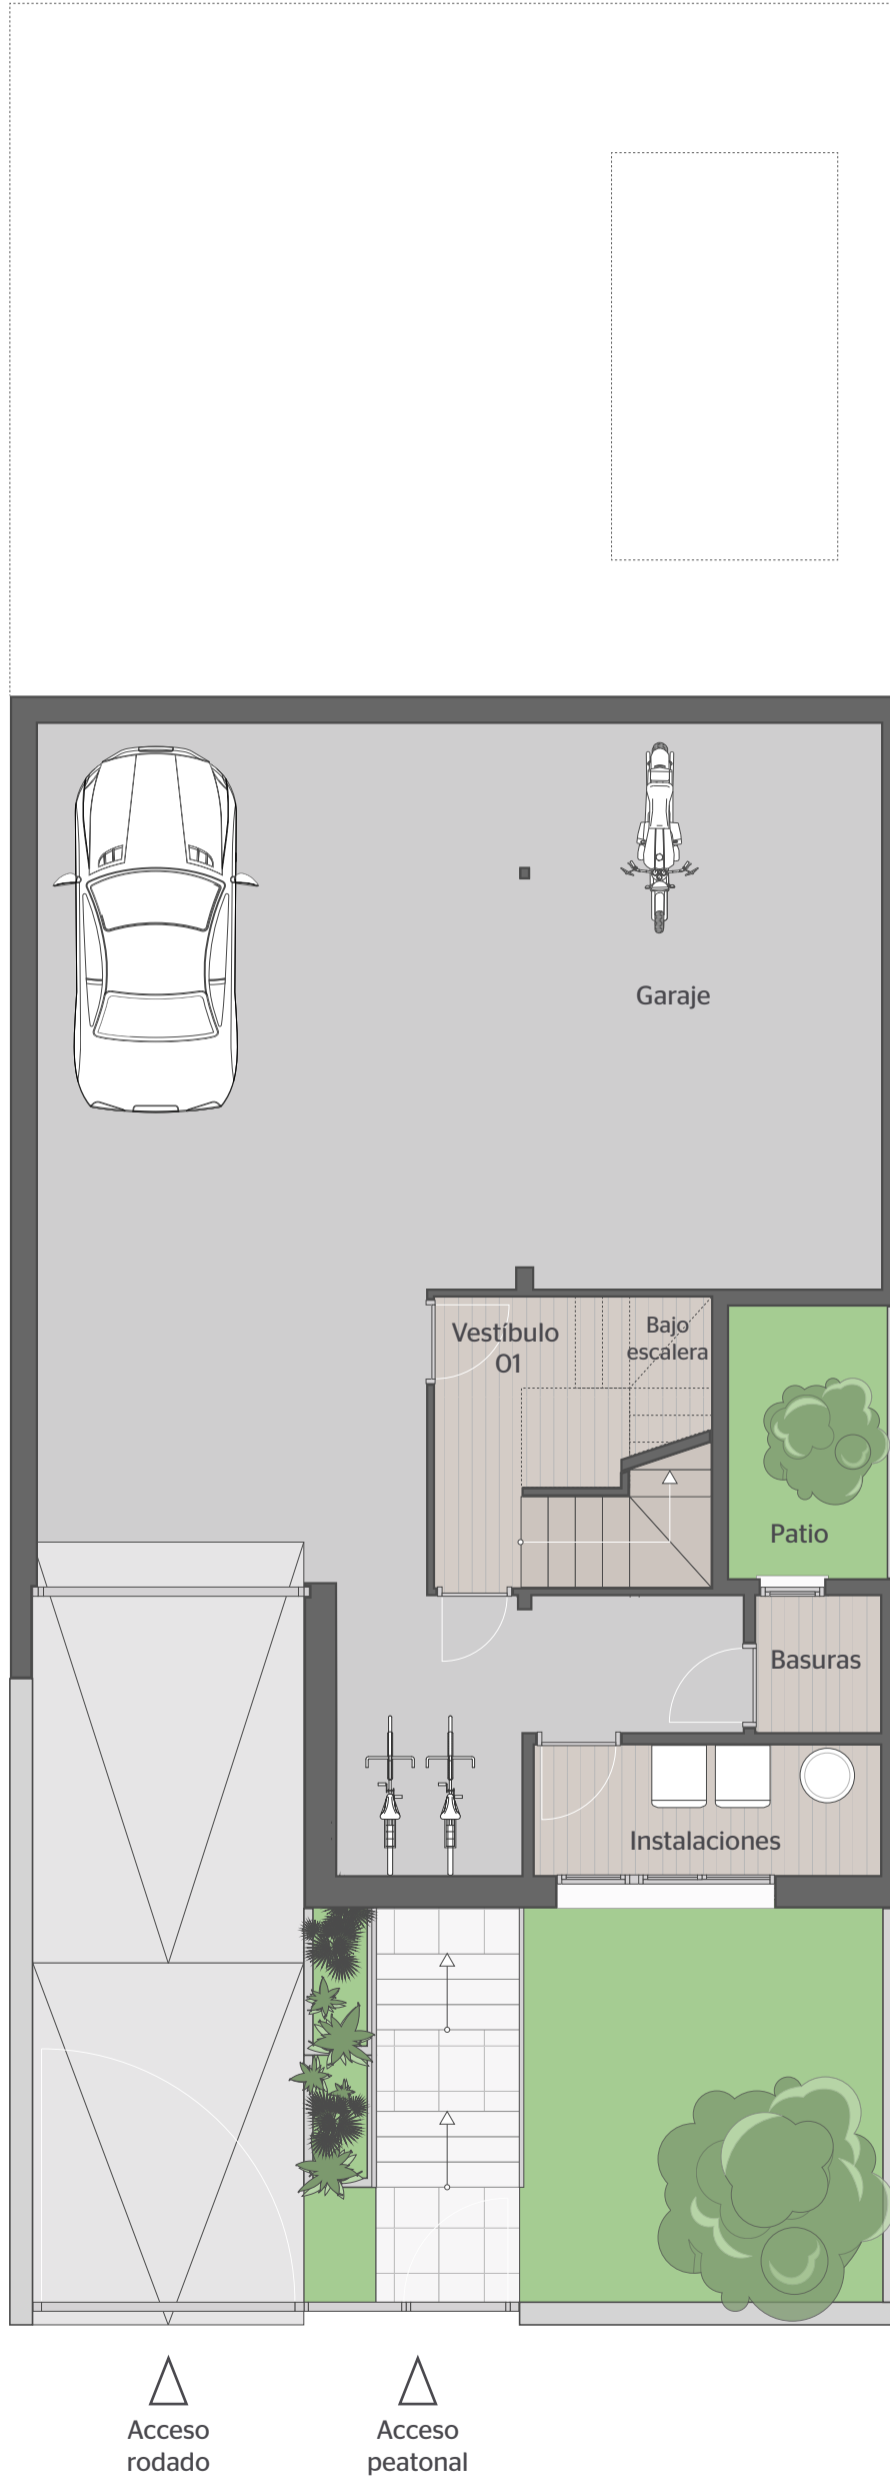 Garaje
Vestíbulo
01
Bajo
escalera
Patio
Basuras
Instalaciones
Acceso
rodado
Acceso
peatonal